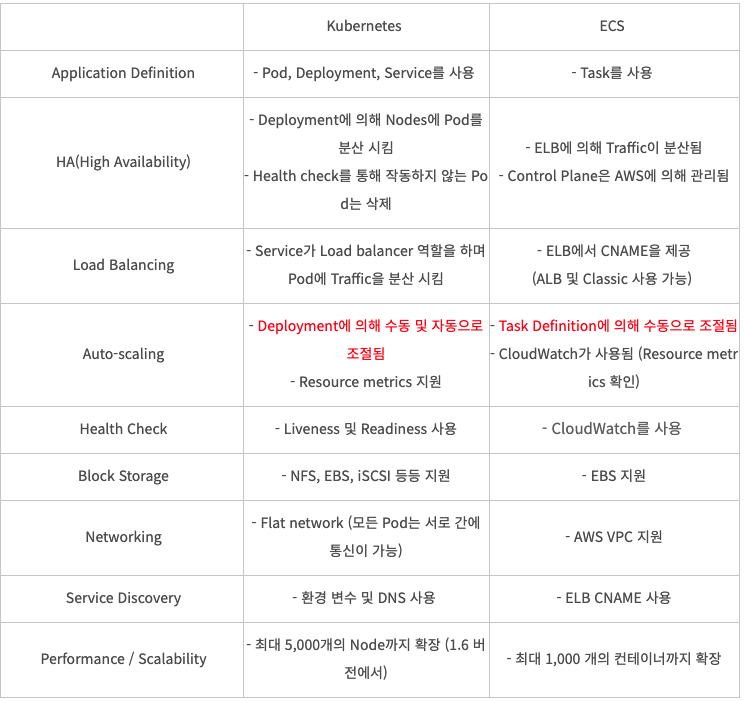 Kubernetes
ECS
Application Definition
- Pod, Deployment, Service를 사용
- Task를 사용
HA(High Availability)
- Deployment에 의해 Nodes에 Pod를
분산 시킴
- Health check를 통해 작동하지 않는 Po
d는 삭제
- ELB에 의해 Traffic이 분산됨
- Control Plane은 AWS에 의해 관리됨
Load Balancing
- Service가 Load balancer 역할을 하며
Pod에 Traffic을 분산 시킴
- ELB에서 CNAME을 제공
(ALB 및 Classic 사용 가능)
Auto-scaling
- Deployment에 의해 수동 및 자동으로
조절됨
- Resource metrics 지원
- Task Definition에 의해 수동으로 조절됨
- CloudWatch가 사용됨 (Resource metr
ics 확인)
Health Check
- Liveness 및 Readiness 사용
- CloudWatch를 사용
Block Storage
- NFS, EBS, iSCSI 등등 지원
- EBS 지원
Networking
- Flat network (모든 Pod는 서로 간에
통신이 가능)
- AWS VPC 지원
Service Discovery
- 환경 변수 및 DNS 사용
- ELB CNAME 사용
Performance / Scalability
- 최대 5,000개의 Node까지 확장 (1.6 버
전에서)
- 최대 1,000 개의 컨테이너까지 확장